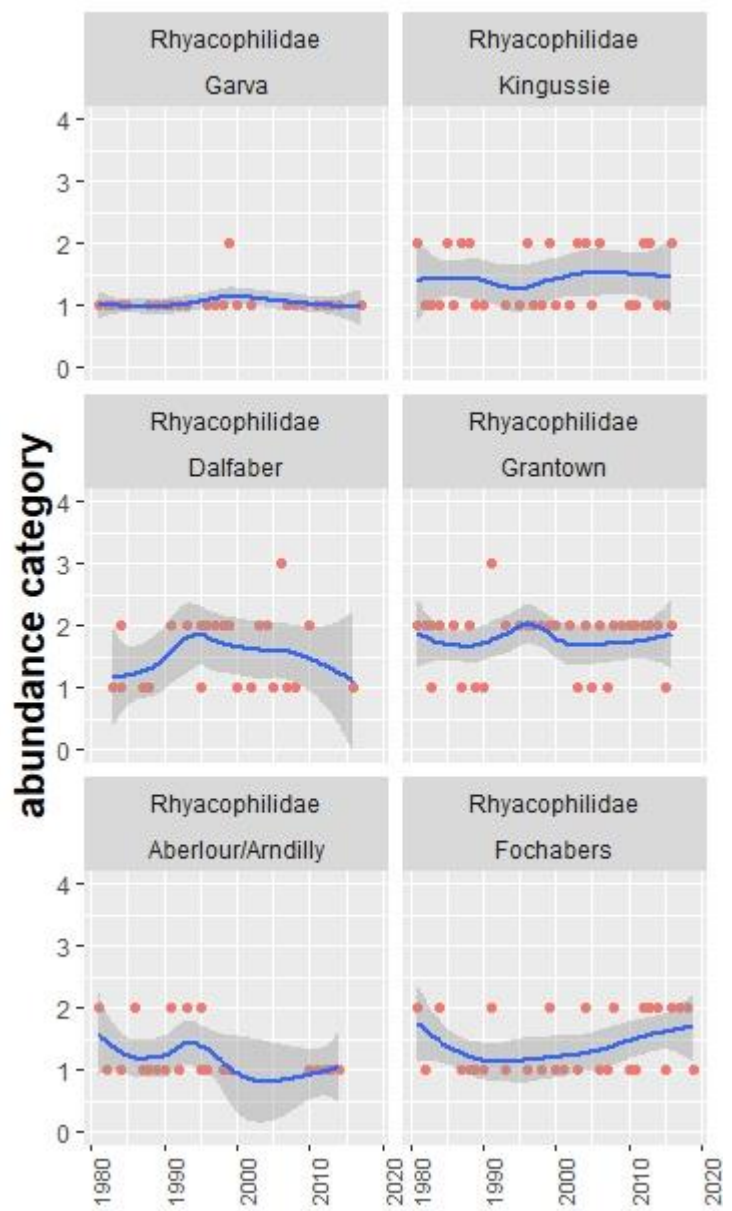 Rhyacophilidae
Garva
Rhyacophilidae
Kingussie
4
3
2
1
0
Rhyacophilidae
Dalfaber
Rhyacophilidae
Grantown
4
3
2
1
0
abundance category
Rhyacophilidae
Aberlour/Arndilly
Rhyacophilidae
Fochabers
4
3
2
1
0
1980
1990
2000
2010
2020
1980
1990
2000
2010
2020